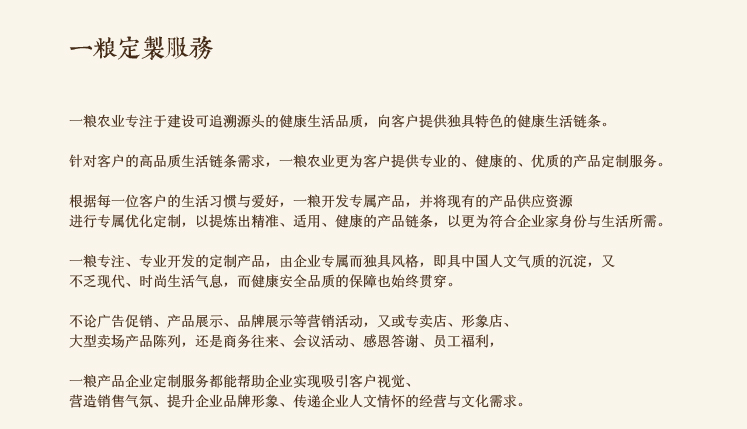 一粮定製服務
一粮农业专注于建设可追溯源头的健康生活品质，向客户提供独具特色的健康生活链条。
针对客户的高品质生活链条需求，一粮农业更为客户提供专业的、健康的、优质的产品定制服务。
根据每一位客户的生活习惯与爱好，一粮开发专属产品，并将现有的产品供应资源
进行专属优化定制，以提炼出精准、适用、健康的产品链条，以更为符合企业家身份与生活所需。
一粮专注、专业开发的定制产品，由企业专属而独具风格，即具中国人文气质的沉淀，又
不乏现代、时尚生活气息，而健康安全品质的保障也始终贯穿。
不论广告促销、产品展示、品牌展示等营销活动，又或专卖店、形象店、
大型卖场产品陈列，还是商务往来、会议活动、感恩答谢、员工福利，
一粮产品企业定制服务都能帮助企业实现吸引客户视觉、
营造销售气氛、提升企业品牌形象、传递企业人文情怀的经营与文化需求。